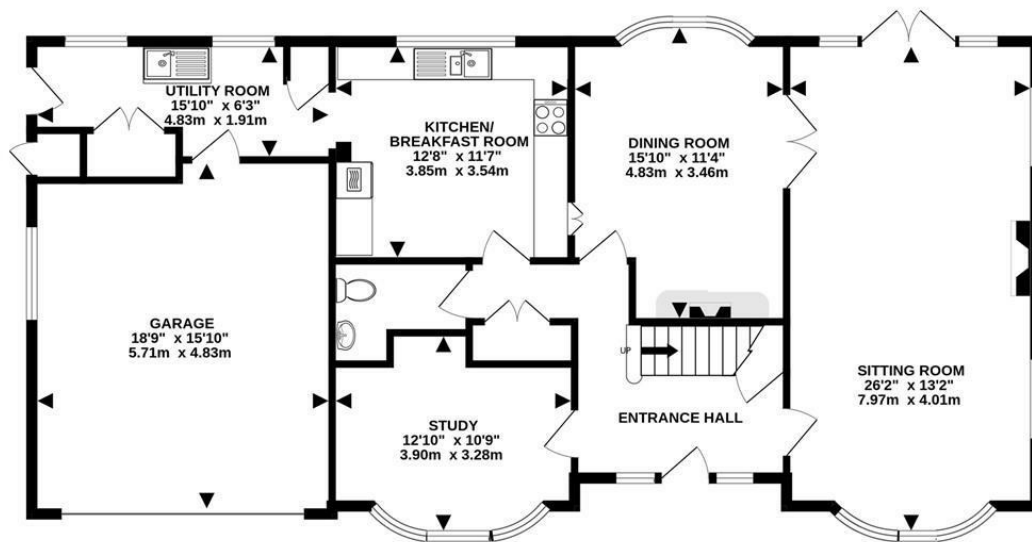 UTILITY ROOM
15'10" x 6'3"
4.83m x 1.91m
KITCHEN/
BREAKFAST ROOM
12'8" x 11'7"
3.85m x 3.54m
DINING ROOM
15'10" x 11'4"
4.83m x 3.46m
GARAGE
18'9" x 15'10"
5.71m x 4.83m
UP
SITTING ROOM
26'2" x 13'2"
7.97m x 4.01m
STUDY
12'10" x 10'9"
3.90m x 3.28m
ENTRANCE HALL